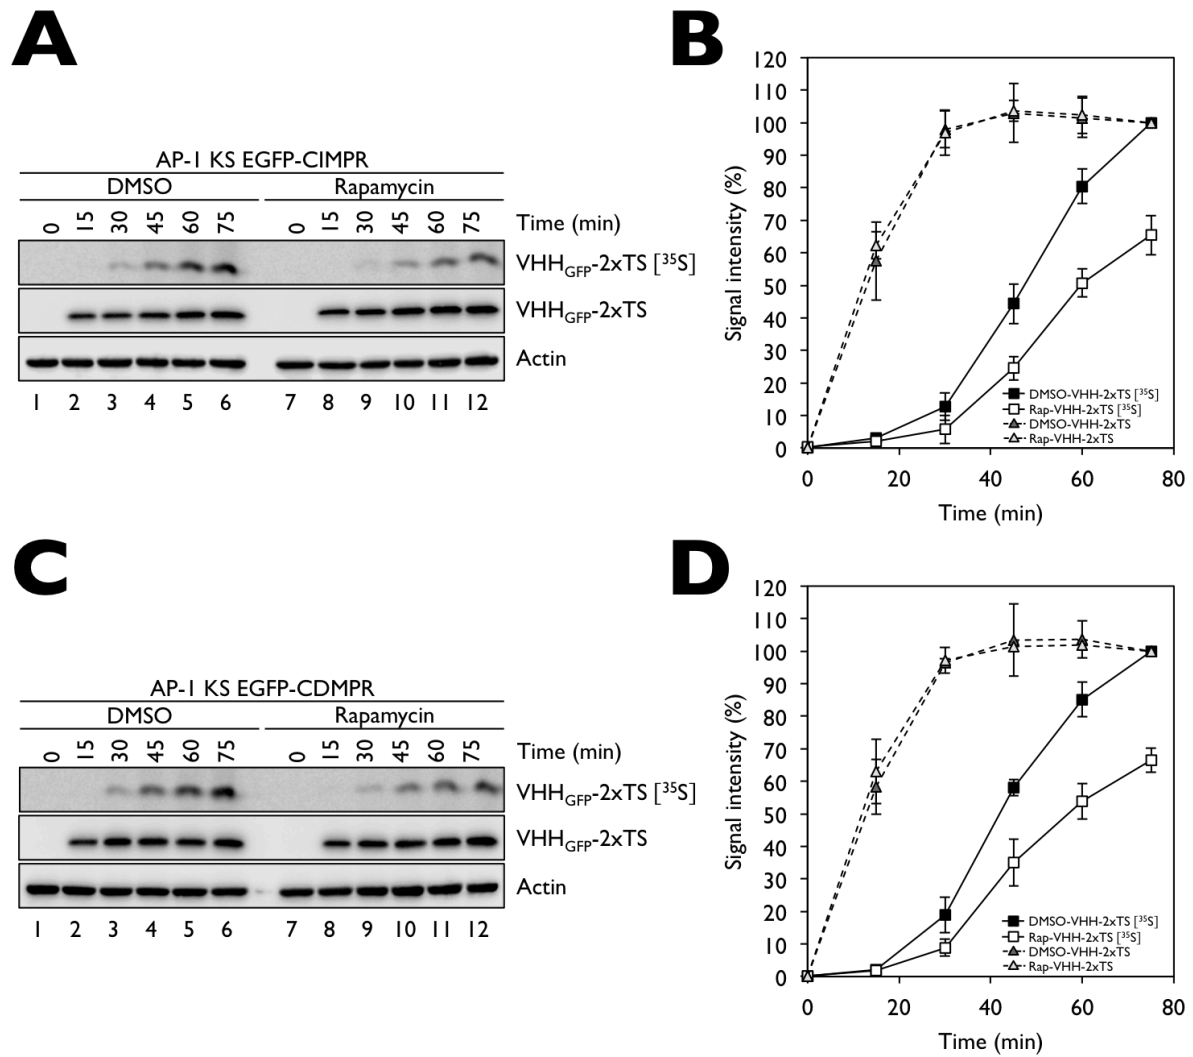 A
AP-1 KS EGFP-CIMPR
DMSO Rapamycin
0 15 30 45 60 75 0 15 30 45 60 75 Time (min)
VHHGFP-2xTS [35S]
VHHGFP-2xTS
Actin
1 2 3 4 5 6 7 8 9 10 11 12
B
Signal intensity (%)
120
110
100
90
80
70
60
50
40
30
20
10
0
DMSO-VHH-2xTS [35S]
Rap-VHH-2xTS [35S]
DMSO-VHH-2xTS
Rap-VHH-2xTS
0 20 40 60 80
Time (min)
C
AP-1 KS EGFP-CDMPR
DMSO Rapamycin
0 15 30 45 60 75 0 15 30 45 60 75 Time (min)
VHHGFP-2xTS [35S]
VHHGFP-2xTS
Actin
1 2 3 4 5 6 7 8 9 10 11 12
D
Signal intensity (%)
120
110
100
90
80
70
60
50
40
30
20
10
0
DMSO-VHH-2xTS [35S]
Rap-VHH-2xTS [35S]
DMSO-VHH-2xTS
Rap-VHH-2xTS
0 20 40 60 80
Time (min)